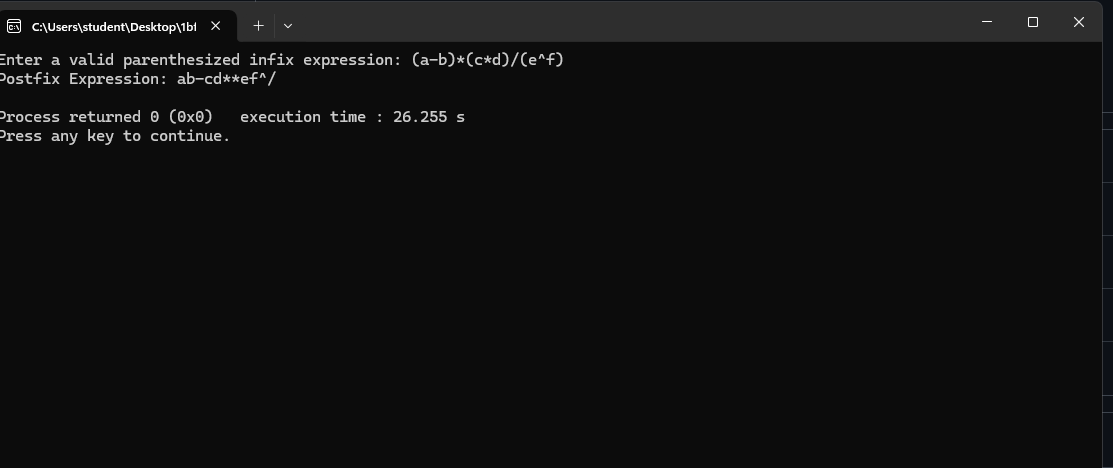 C:\Users\student\Desktop\1bf
Enter a valid parenthesized infix expression: (a-b)*(c*d)/(e^f)
Postfix Expression: ab-cd**ef^/
Process returned 0 (0x0)   execution time : 26.255 s
Press any key to continue.